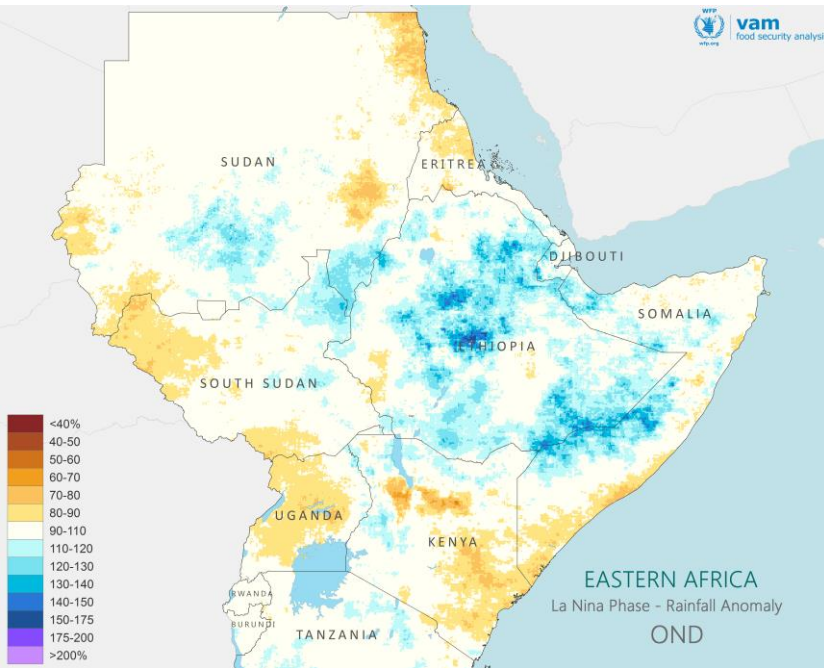 WFP
wfp.org
vam
food security analysis
SUDAN
ERITREA
DJIBOUTI
SOMALIA
ETHIOPIA
SOUTH SUDAN
UGANDA
KENYA
RWANDA
BURUNDI
TANZANIA
<40%
40-50
50-60
60-70
70-80
80-90
90-110
110-120
120-130
130-140
140-150
150-175
175-200
>200%
EASTERN AFRICA
La Nina Phase - Rainfall Anomaly
OND